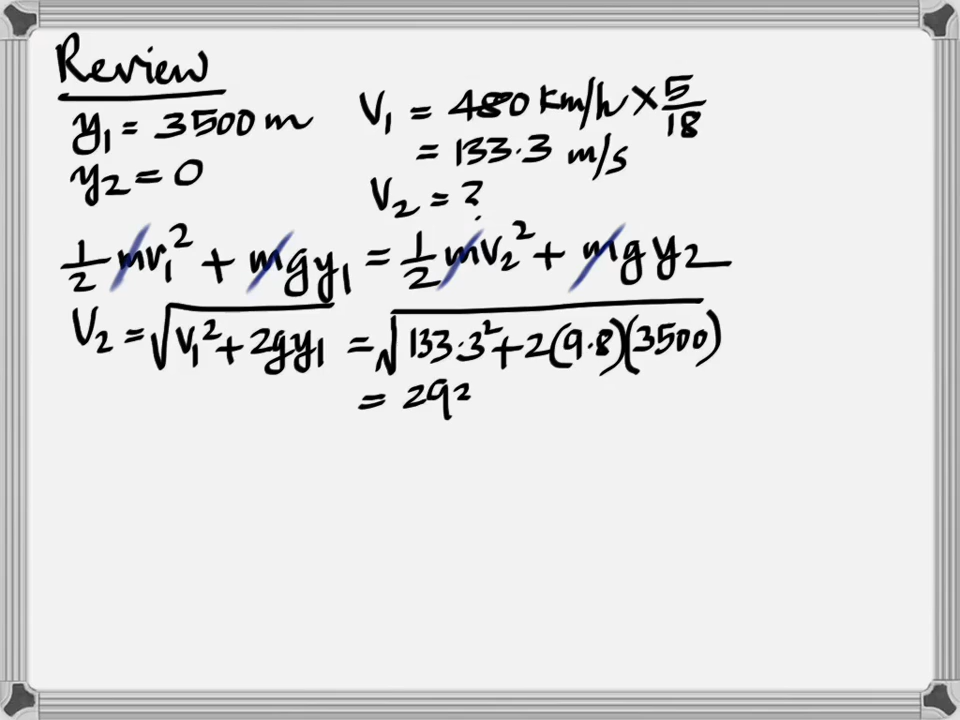 Review
y₁ = 3500 m
y₂ = 0
V₁ = 480 km/h × 5/18
= 133.3 m/s
V₂ = ?
1/2 mv₁² + mgy₁ = 1/2 mv₂² + mgy₂
V₂ = √(V₁² + 2gy₁) = √(133.3² + 2(9.8)(3500))
= 292